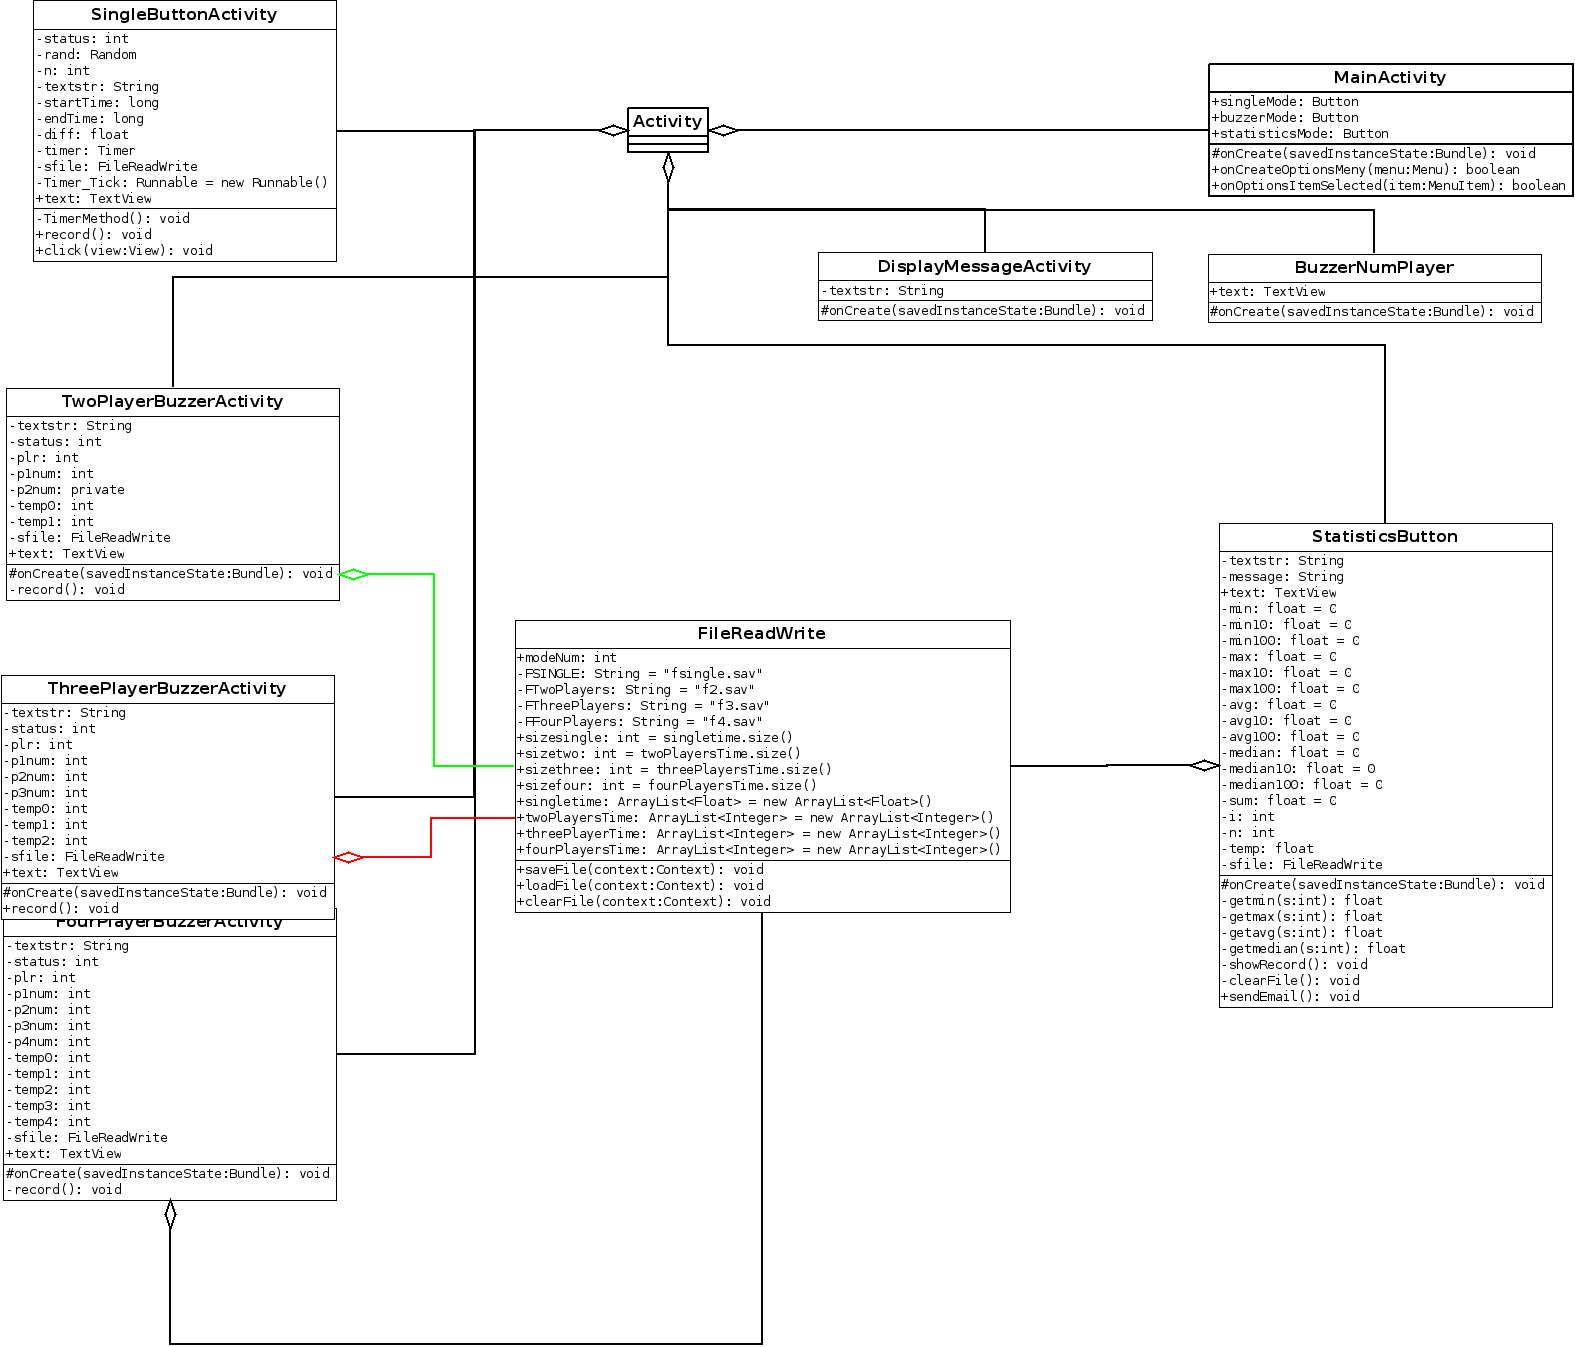 SingleButtonActivity
-status: int
-rand: Random
-n: int
-textstr: String
-startTime: long
-endTime: long
-diff: float
-timer: Timer
-sfile: FileReadWrite
-Timer_Tick: Runnable = new Runnable()
+text: TextView
-TimerMethod(): void
+record(): void
+click(view:View): void
Activity
MainActivity
+singleMode: Button
+buzzerMode: Button
+statisticsMode: Button
#onCreate(savedInstanceState:Bundle): void
+onCreateOptionsMeny(menu:Menu): boolean
+onOptionsItemSelected(item:MenuItem): boolean
DisplayMessageActivity
-textstr: String
#onCreate(savedInstanceState:Bundle): void
BuzzerNumPlayer
+text: TextView
#onCreate(savedInstanceState:Bundle): void
TwoPlayerBuzzerActivity
-textstr: String
-status: int
-plr: int
-p1num: int
-p2num: private
-temp0: int
-temp1: int
-sfile: FileReadWrite
+text: TextView
#onCreate(savedInstanceState:Bundle): void
-record(): void
ThreePlayerBuzzerActivity
-textstr: String
-status: int
-plr: int
-p1num: int
-p2num: int
-p3num: int
-temp0: int
-temp1: int
-temp2: int
-sfile: FileReadWrite
+text: TextView
#onCreate(savedInstanceState:Bundle): void
+record(): void
FourPlayerBuzzerActivity
-textstr: String
-status: int
-plr: int
-p1num: int
-p2num: int
-p3num: int
-p4num: int
-temp0: int
-temp1: int
-temp2: int
-temp3: int
-temp4: int
-sfile: FileReadWrite
+text: TextView
#onCreate(savedInstanceState:Bundle): void
-record(): void
FileReadWrite
+modeNum: int
-FSINGLE: String = "fsingle.sav"
-FTwoPlayers: String = "f2.sav"
-FThreePlayers: String = "f3.sav"
-FFourPlayers: String = "f4.sav"
+sizesingle: int = singletime.size()
+sizetwo: int = twoPlayersTime.size()
+sizethree: int = threePlayersTime.size()
+sizefour: int = fourPlayersTime.size()
+singletime: ArrayList<Float> = new ArrayList<Float>()
+twoPlaysersTime: ArrayList<Integer> = new ArrayList<Integer>()
+threePlayerTime: ArrayList<Integer> = new ArrayList<Integer>()
+fourPlaysersTime: ArrayList<Integer> = new ArrayList<Integer>()
+saveFile(context:Context): void
+loadFile(context:Context): void
+clearFile(context:Context): void
StatisticsButton
-textstr: String
-message: String
+text: TextView
-min: float = 0
-min10: float = 0
-min100: float = 0
-max: float = 0
-max10: float = 0
-max100: float = 0
-avg: float = 0
-avg10: float = 0
-avg100: float = 0
-median: float = 0
-median10: float = 0
-median100: float = 0
-sum: float = 0
-i: int
-n: int
-temp: float
-sfile: FileReadWrite
#onCreate(savedInstanceState:Bundle): void
-getmin(s:int): float
-getmax(s:int): float
-getavg(s:int): float
-getmedian(s:int): float
-showRecord(): void
-clearFile(): void
+sendEmail(): void